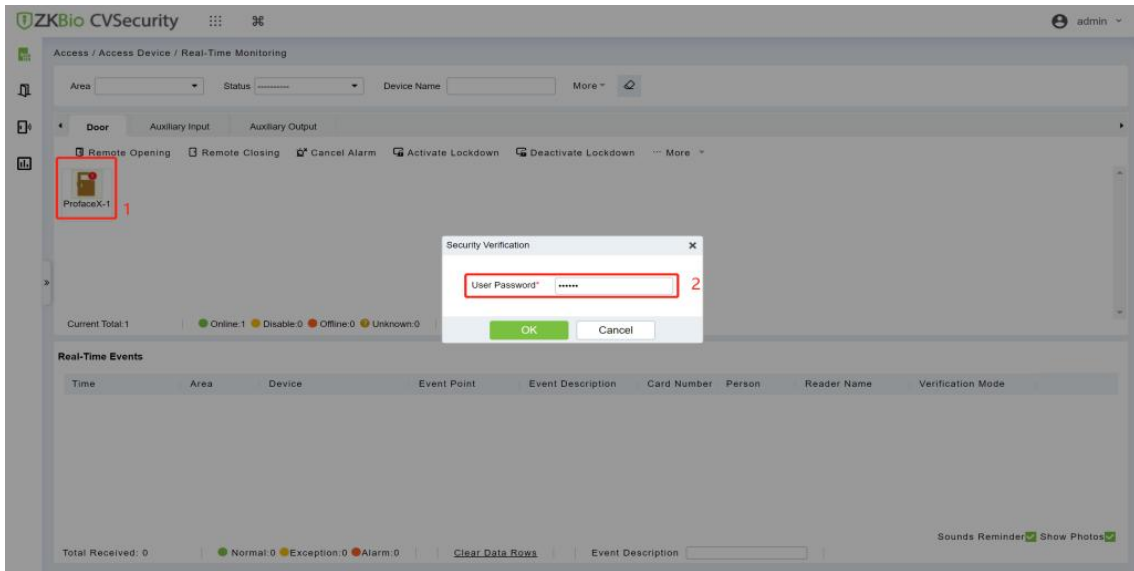 ZKBio CVSecurity admin
Access / Access Device / Real-Time Monitoring
Area Status ---------- Device Name More
Door Auxiliary Input Auxiliary Output
Remote Opening Remote Closing Cancel Alarm Activate Lockdown Deactivate Lockdown ··· More
ProfaceX-1 1
Security Verification
User Password* •••••• 2
OK Cancel
Current Total:1 Online:1 Disable:0 Offline:0 Unknown:0
Real-Time Events
Time Area Device Event Point Event Description Card Number Person Reader Name Verification Mode
Sounds Reminder Show Photos
Total Received: 0 Normal:0 Exception:0 Alarm:0 Clear Data Rows Event Description